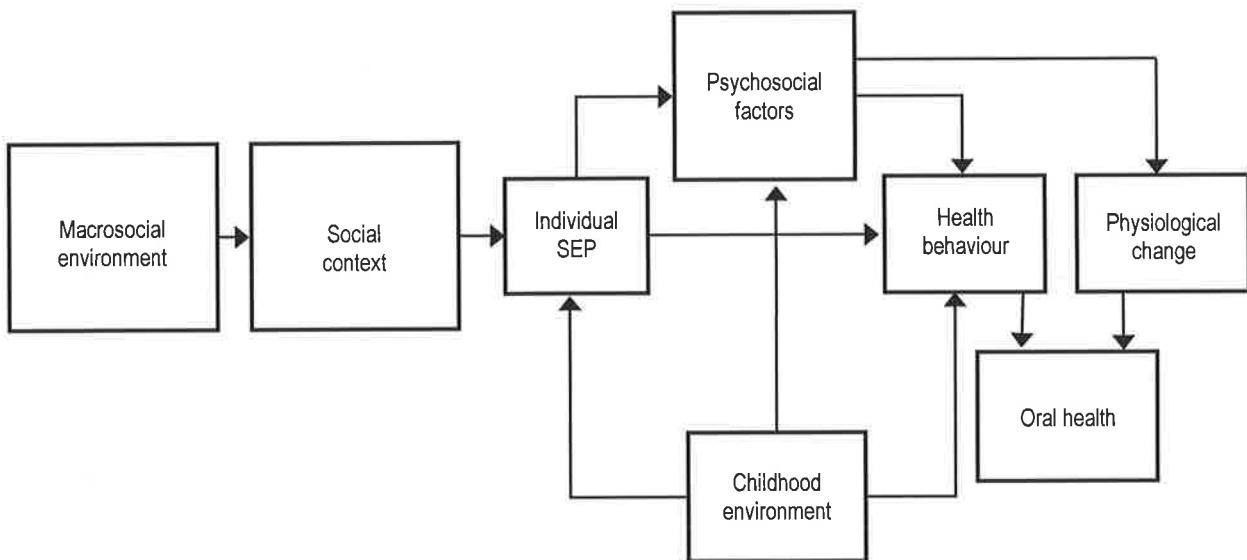 Psychosocial
factors
Macrosocial
environment
Social
context
Individual
SEP
Health
behaviour
Physiological
change
Oral health
Childhood
environment